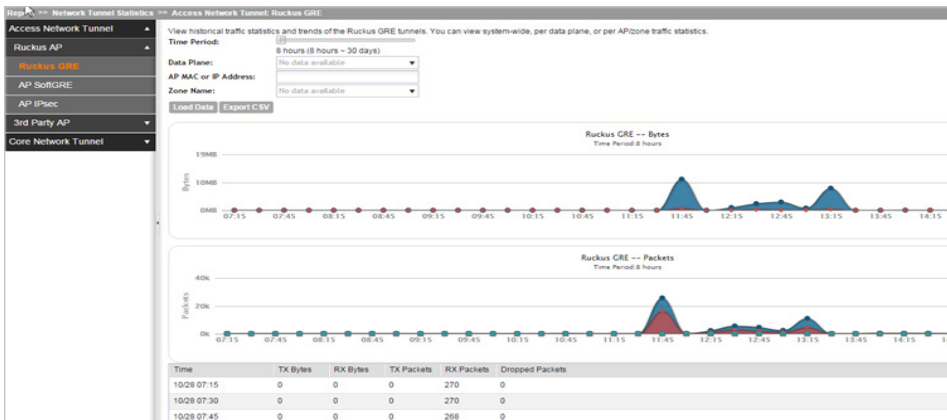 Report >> Network Tunnel Statistics >> Access Network Tunnel: Ruckus GRE
Access Network Tunnel
Ruckus AP
Ruckus GRE
AP SoftGRE
AP IPsec
3rd Party AP
Core Network Tunnel
View historical traffic statistics and trends of the Ruckus GRE tunnels. You can view system-wide, per data plane, or per AP/zone traffic statistics.
Time Period:
8 hours (8 hours ~ 30 days)
Data Plane: No data available
AP MAC or IP Address:
Zone Name: No data available
Load Data Export CSV
Ruckus GRE -- Bytes
Time Period:8 hours
Bytes
19MB
10MB
0MB
07:15 07:45 08:15 08:45 09:15 09:45 10:15 10:45 11:15 11:45 12:15 12:45 13:15 13:45 14:15
Ruckus GRE -- Packets
Time Period:8 hours
Packets
40k
20k
0k
07:15 07:45 08:15 08:45 09:15 09:45 10:15 10:45 11:15 11:45 12:15 12:45 13:15 13:45 14:15
Time TX Bytes RX Bytes TX Packets RX Packets Dropped Packets
10/28 07:15 0 0 0 270 0
10/28 07:30 0 0 0 270 0
10/28 07:45 0 0 0 268 0